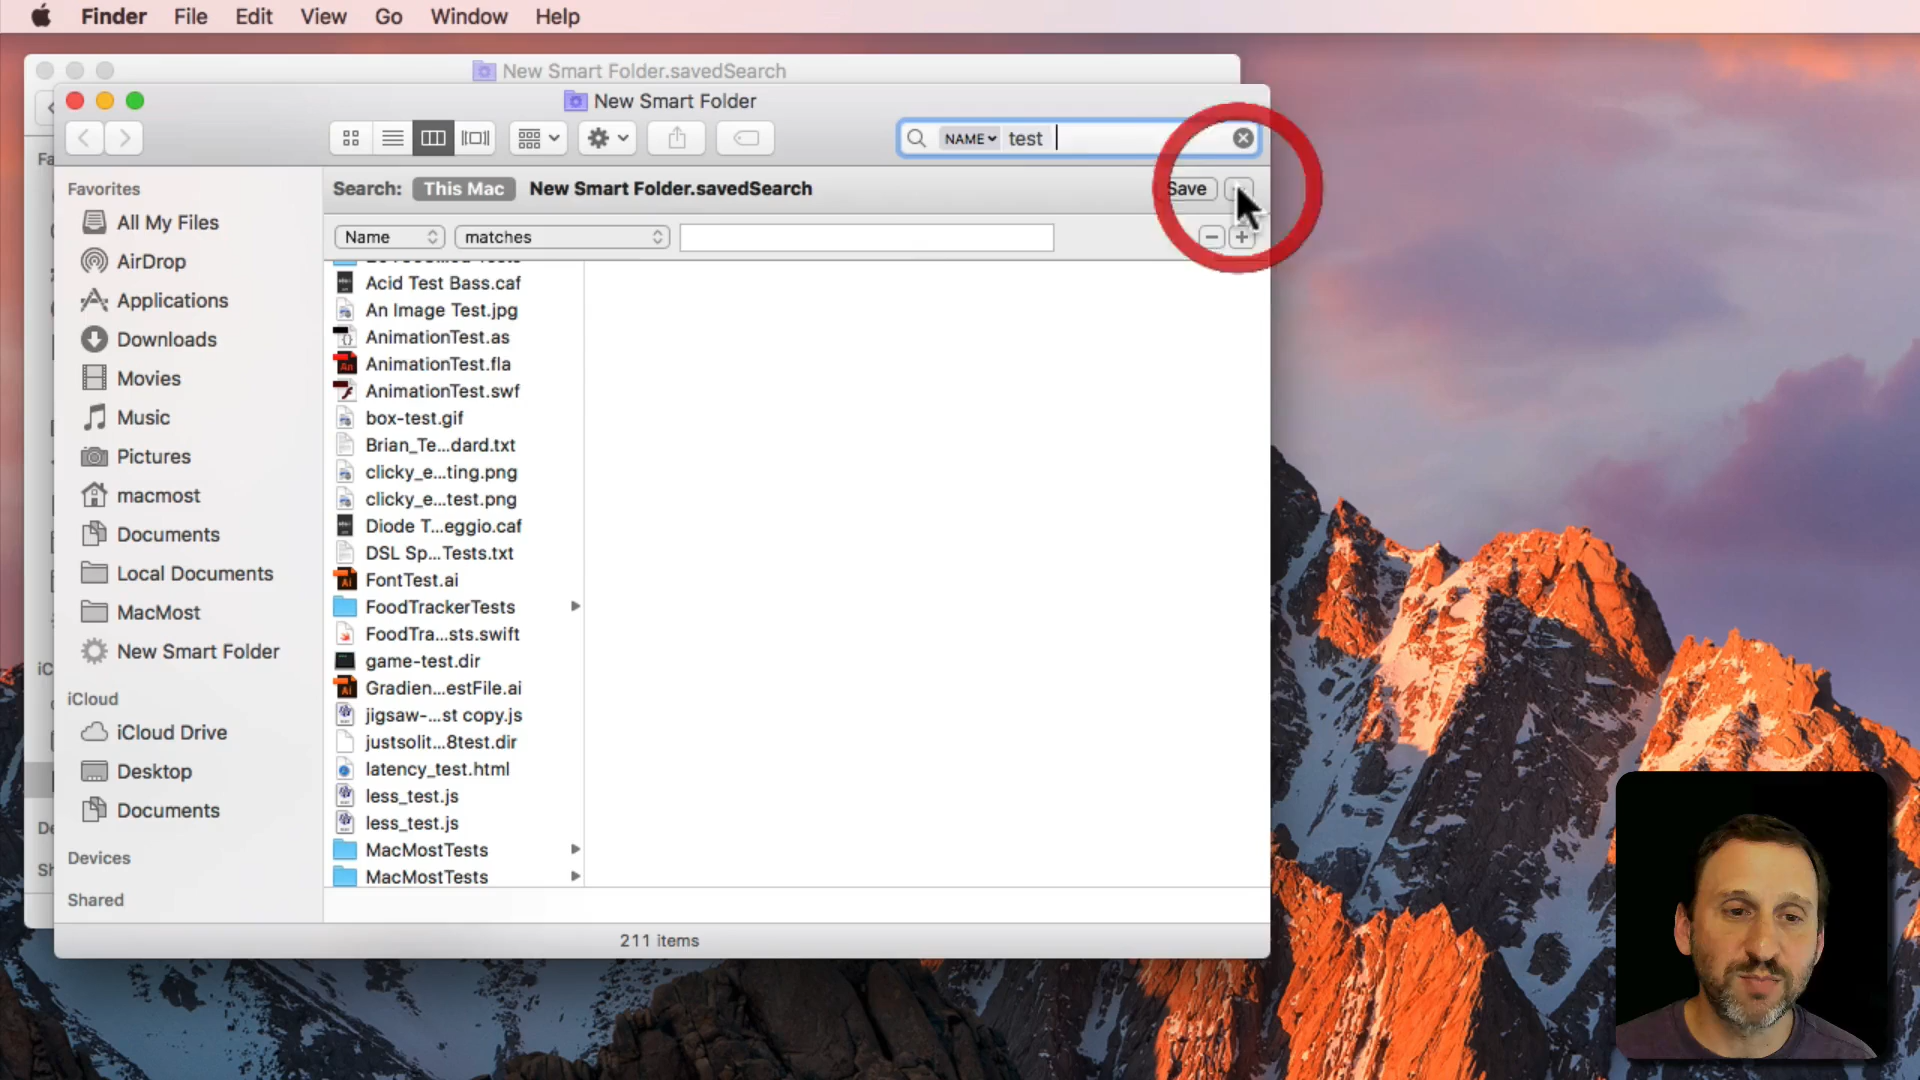 Finder File Edit View Go Window Help
New Smart Folder.savedSearch
New Smart Folder
NAME test
Search: This Mac New Smart Folder.savedSearch Save
Name matches
Favorites
All My Files
AirDrop
Applications
Downloads
Movies
Music
Pictures
macmost
Documents
Local Documents
MacMost
New Smart Folder
iCloud
iCloud Drive
Desktop
Documents
Devices
Shared
Acid Test Bass.caf
An Image Test.jpg
AnimationTest.as
AnimationTest.fla
AnimationTest.swf
box-test.gif
Brian_Te...dard.txt
clicky_e...ting.png
clicky_e...test.png
Diode T...eggio.caf
DSL Sp...Tests.txt
FontTest.ai
FoodTrackerTests
FoodTra...sts.swift
game-test.dir
Gradien...estFile.ai
jigsaw-...st copy.js
justsolit...8test.dir
latency_test.html
less_test.js
less_test.js
MacMostTests
MacMostTests
211 items